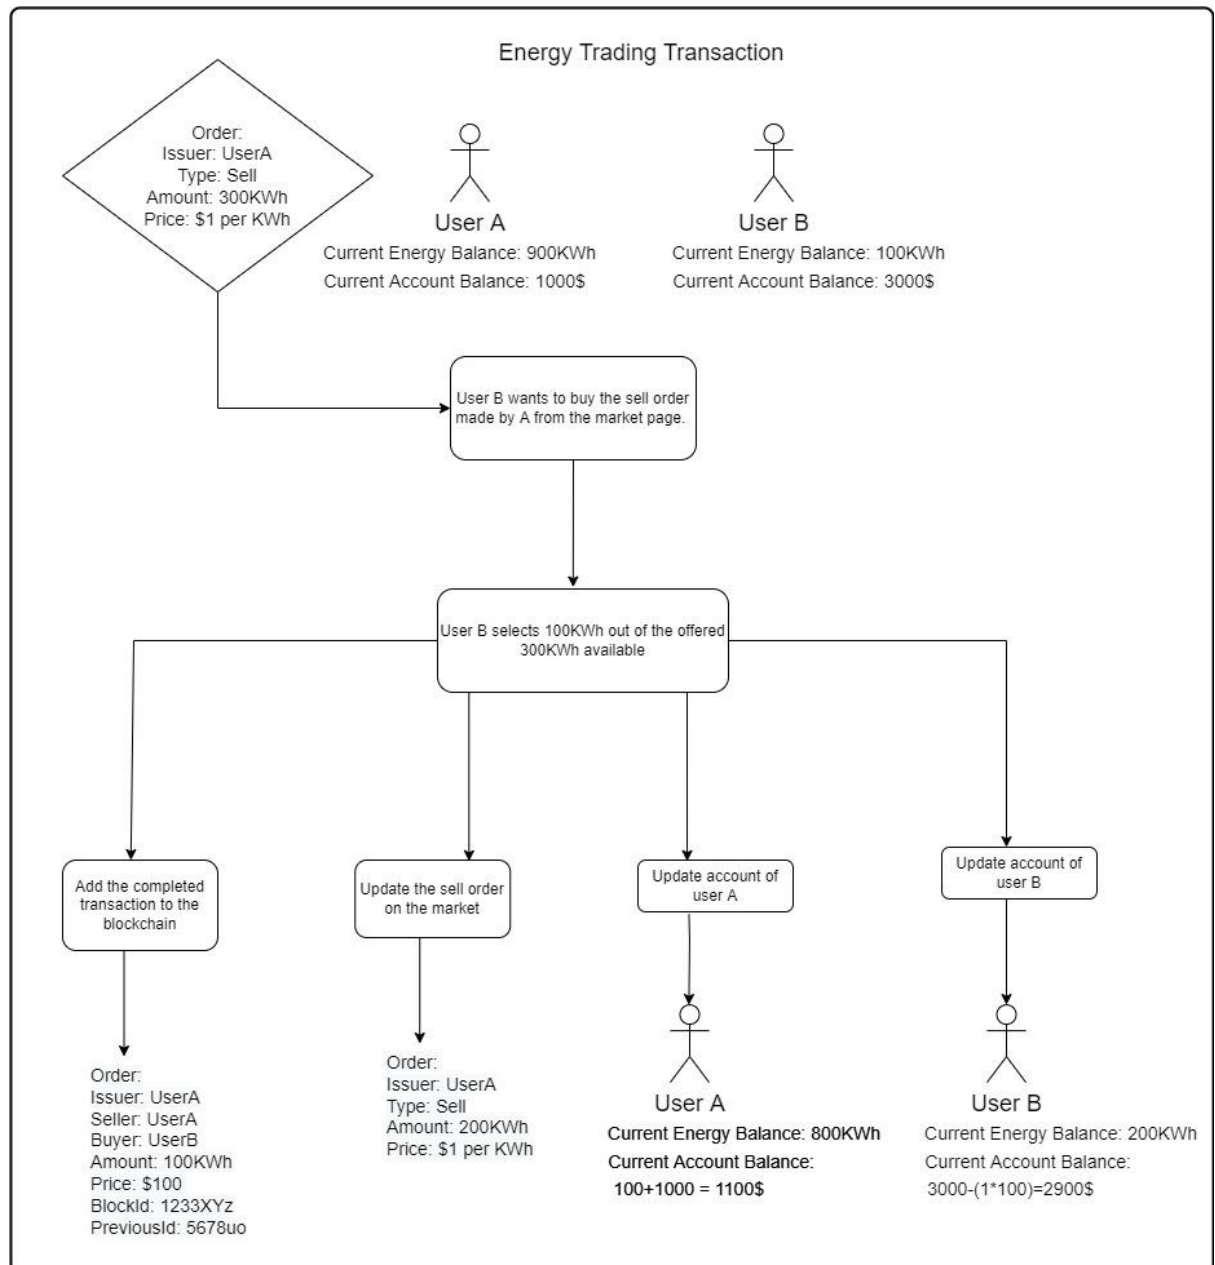 Energy Trading Transaction
Order:
Issuer: UserA
Type: Sell
Amount: 300KWh
Price: $1 per KWh
User A
Current Energy Balance: 900KWh
Current Account Balance: 1000$
User B
Current Energy Balance: 100KWh
Current Account Balance: 3000$
User B wants to buy the sell order
made by A from the market page.
User B selects 100KWh out of the offered
300KWh available
Add the completed
transaction to the
blockchain
Update the sell order
on the market
Update account of
user A
Update account of
user B
Order:
Issuer: UserA
Seller: UserA
Buyer: UserB
Amount: 100KWh
Price: $100
BlockId: 1233XYz
PreviousId: 5678uo
Order:
Issuer: UserA
Type: Sell
Amount: 200KWh
Price: $1 per KWh
User A
Current Energy Balance: 800KWh
Current Account Balance:
100+1000 = 1100$
User B
Current Energy Balance: 200KWh
Current Account Balance:
3000-(1*100)=2900$